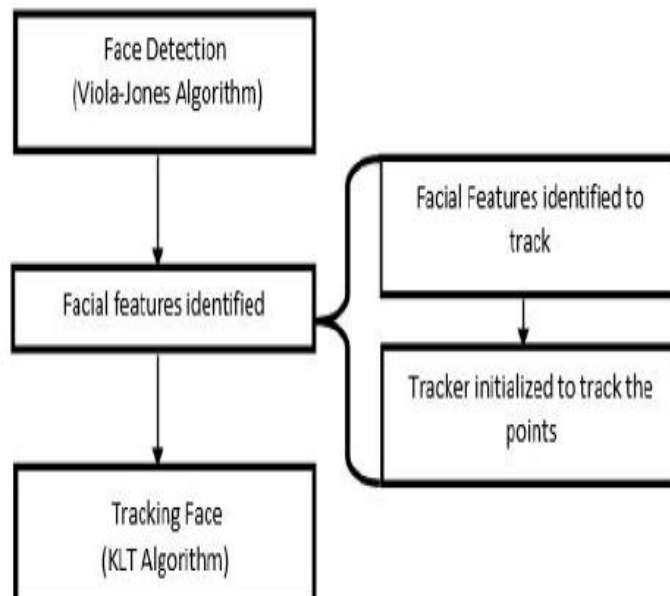 Face Detection
(Viola-Jones Algorithm)
Facial features identified
Tracking Face
(KLT Algorithm)
Facial Features identified to
track
Tracker initialized to track the
points